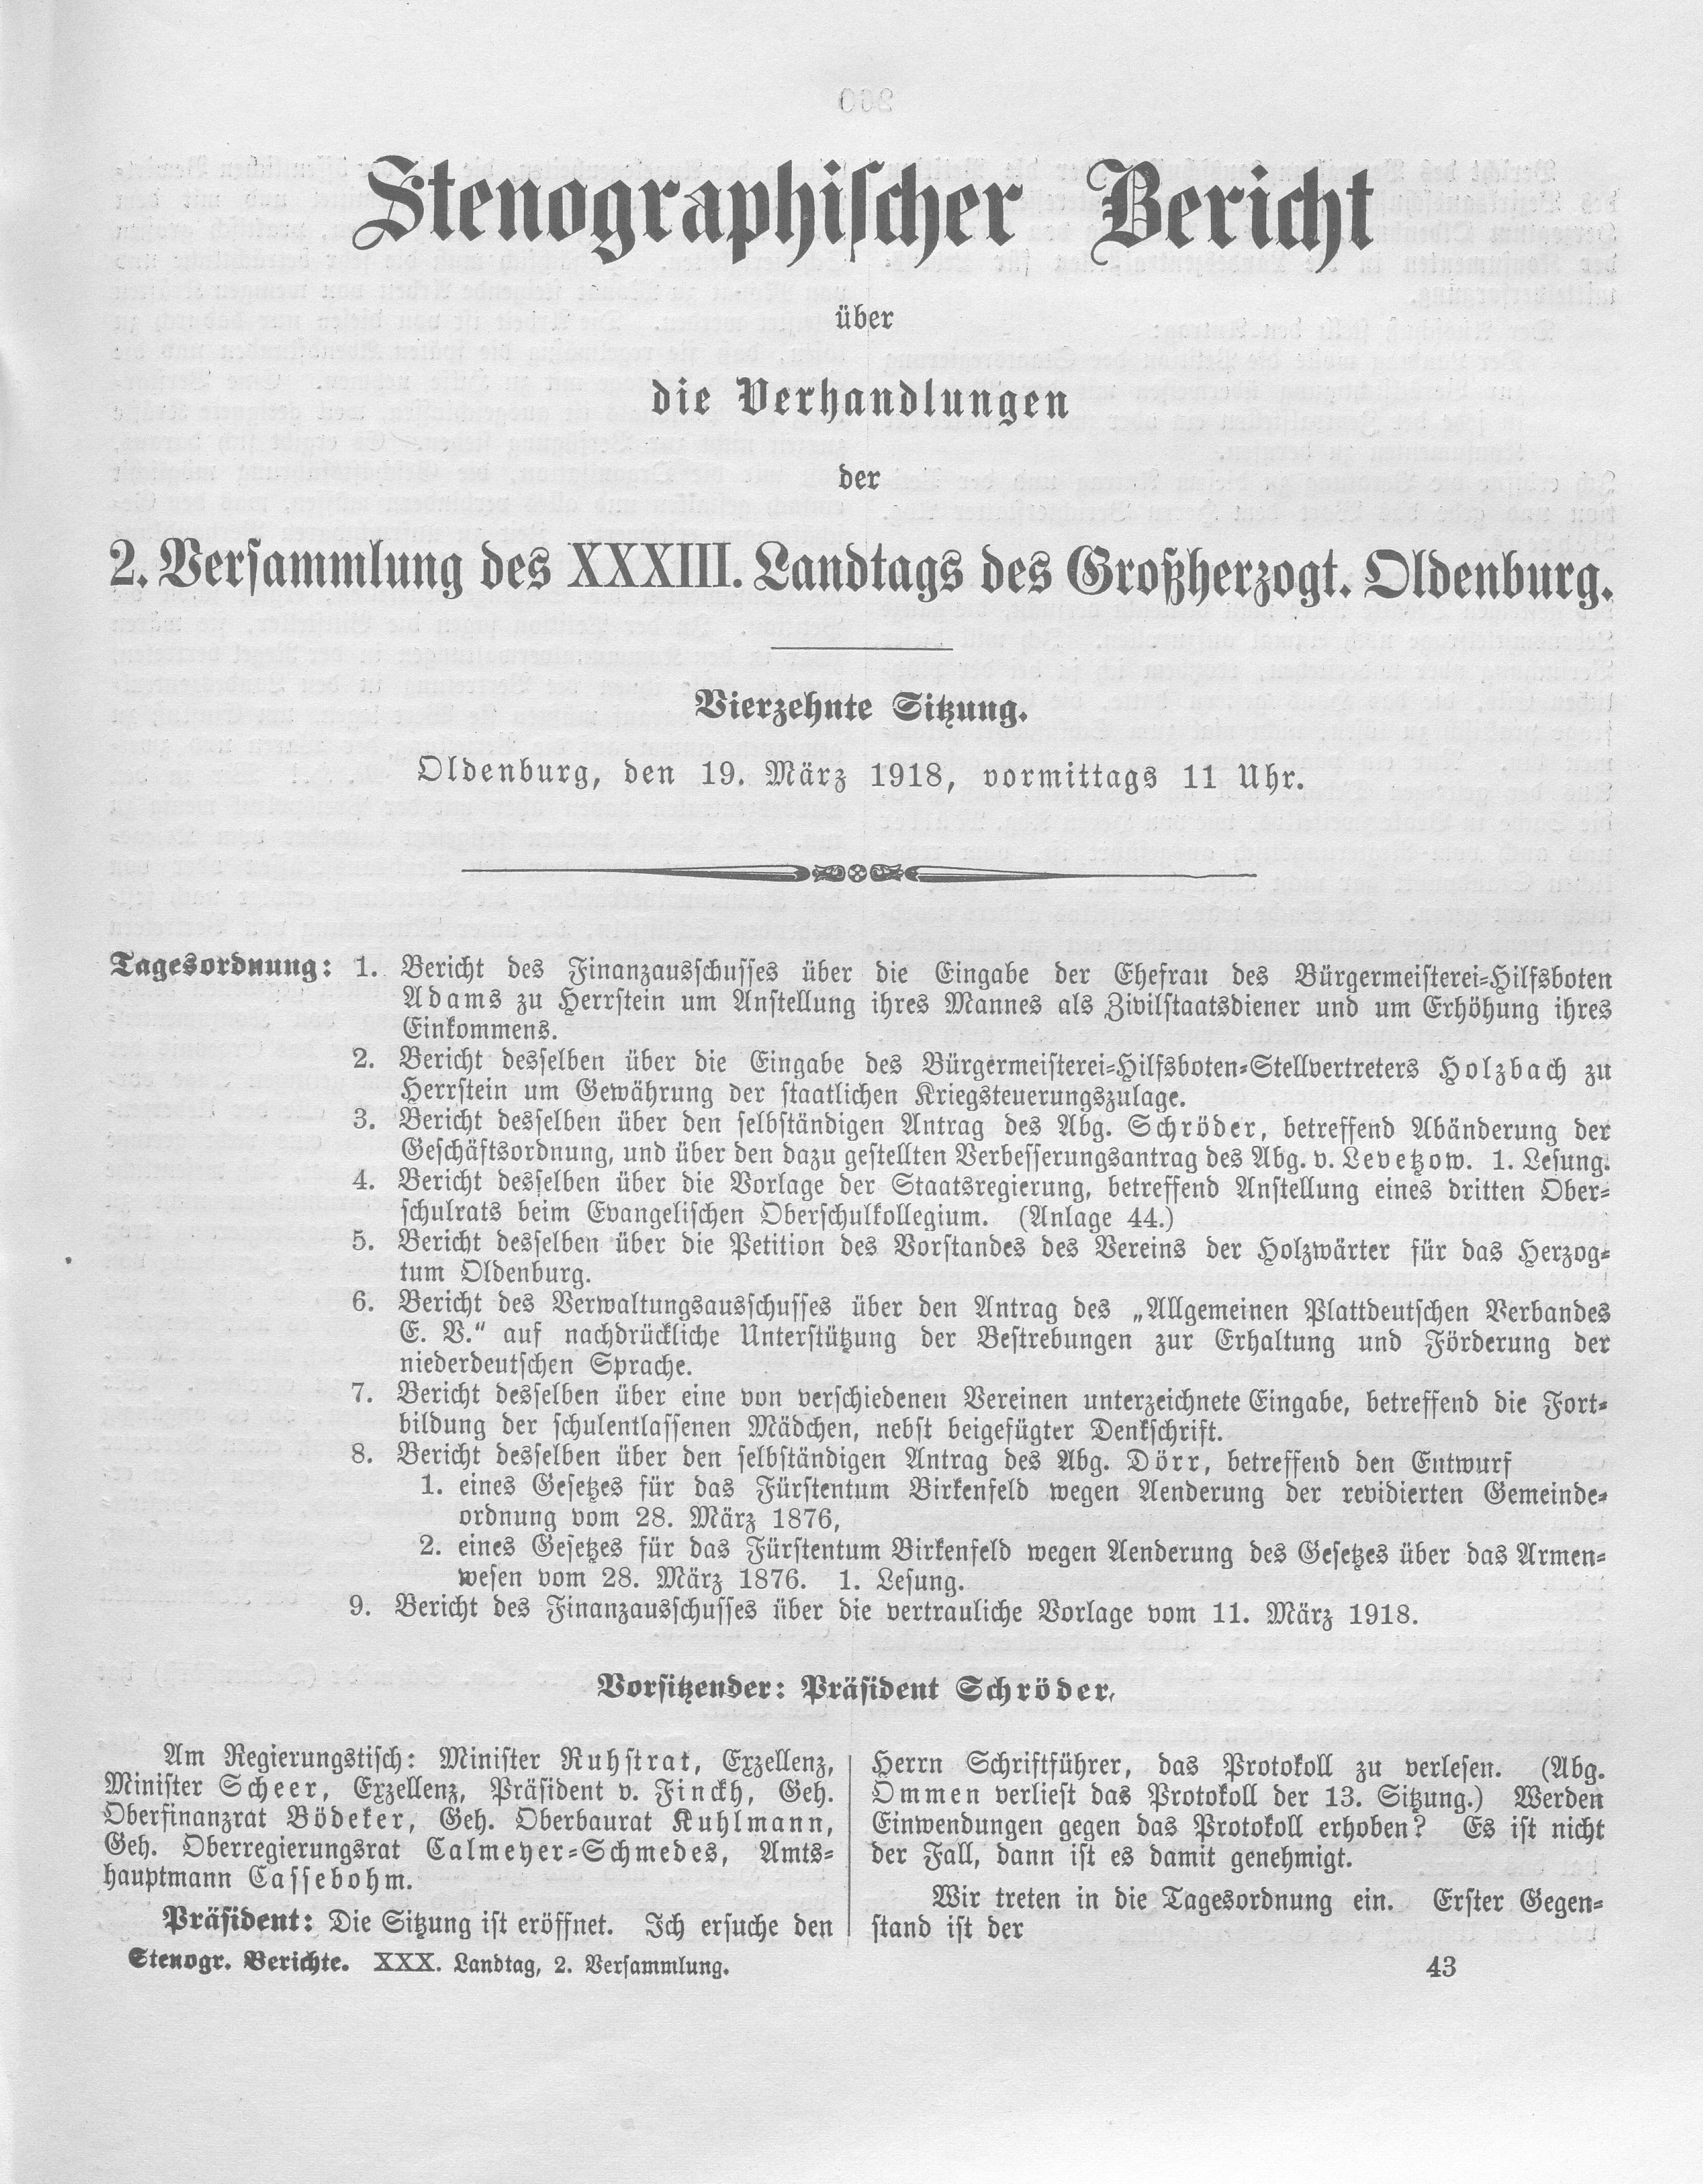 Stenographischer Bericht
über
die Verhandlungen
der
2. Versammlung des XXXIII. Landtags des Großherzogt. Oldenburg.
Vierzehnte Sitzung.
Oldenburg, den 19. März 1918, vormittags 11 Uhr.
Tagesordnung: 1. Bericht des Finanzausschusses über die Eingabe der Ehefrau des Bürgermeisterei-Hilfsboten
Adams zu Herrstein um Anstellung ihres Mannes als Zivilstaatsdiener und um Erhöhung ihres
Einkommens.
2. Bericht desselben über die Eingabe des Bürgermeisterei-Hilfsboten-Stellvertreters Holzbach zu
Herrstein um Gewährung der staatlichen Kriegsteuerungszulage.
3. Bericht desselben über den selbständigen Antrag des Abg. Schröder, betreffend Abänderung der
Geschäftsordnung, und über den dazu gestellten Verbesserungsantrag des Abg. v. Levetzow. 1. Lesung.
4. Bericht desselben über die Vorlage der Staatsregierung, betreffend Anstellung eines dritten Ober-
schulrats beim Evangelischen Oberschulkollegium. (Anlage 44.)
5. Bericht desselben über die Petition des Vorstandes des Vereins der Holzwärter für das Herzog-
tum Oldenburg.
6. Bericht des Verwaltungsausschusses über den Antrag des „Allgemeinen Plattdeutschen Verbandes
E. V.“ auf nachdrückliche Unterstützung der Bestrebungen zur Erhaltung und Förderung der
niederdeutschen Sprache.
7. Bericht desselben über eine von verschiedenen Vereinen unterzeichnete Eingabe, betreffend die Fort-
bildung der schulentlassenen Mädchen, nebst beigefügter Denkschrift.
8. Bericht desselben über den selbständigen Antrag des Abg. Dörr, betreffend den Entwurf
1. eines Gesetzes für das Fürstentum Birkenfeld wegen Aenderung der revidierten Gemeinde-
ordnung vom 28. März 1876,
2. eines Gesetzes für das Fürstentum Birkenfeld wegen Aenderung des Gesetzes über das Armen-
wesen vom 28. März 1876. 1. Lesung.
9. Bericht des Finanzausschusses über die vertrauliche Vorlage vom 11. März 1918.
Vorsitzender: Präsident Schröder.
Am Regierungstisch: Minister Ruhstrat, Exzellenz,
Minister Scheer, Exzellenz, Präsident v. Finckh, Geh.
Oberfinanzrat Bödeker, Geh. Oberbaurat Kuhlmann,
Geh. Oberregierungsrat Calmeyer-Schmedes, Amts-
hauptmann Cassebohm.
Präsident: Die Sitzung ist eröffnet. Ich ersuche den
Herrn Schriftführer, das Protokoll zu verlesen. (Abg.
Ommen verliest das Protokoll der 13. Sitzung.) Werden
Einwendungen gegen das Protokoll erhoben? Es ist nicht
der Fall, dann ist es damit genehmigt.
Wir treten in die Tagesordnung ein. Erster Gegen-
stand ist der
Stenogr. Berichte. XXX. Landtag, 2. Versammlung.
43